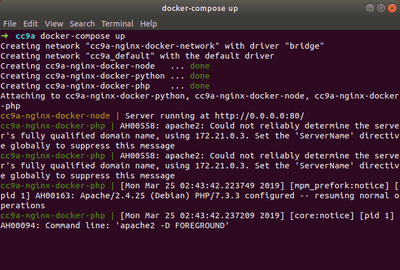 docker-compose up
File Edit View Search Terminal Help
➜ cc9a docker-compose up
Creating network "cc9a-nginx-docker-network" with driver "bridge"
Creating network "cc9a_default" with the default driver
Creating cc9a-nginx-docker-node ... done
Creating cc9a-nginx-docker-python ... done
Creating cc9a-nginx-docker-php ... done
Attaching to cc9a-nginx-docker-python, cc9a-nginx-docker-node, cc9a-nginx-docker
-php
cc9a-nginx-docker-node | Server running at http://0.0.0.0:80/
cc9a-nginx-docker-php | AH00558: apache2: Could not reliably determine the serve
r's fully qualified domain name, using 172.21.0.3. Set the 'ServerName' directiv
e globally to suppress this message
cc9a-nginx-docker-php | AH00558: apache2: Could not reliably determine the serve
r's fully qualified domain name, using 172.21.0.3. Set the 'ServerName' directiv
e globally to suppress this message
cc9a-nginx-docker-php | [Mon Mar 25 02:43:42.223749 2019] [mpm_prefork:notice] [
pid 1] AH00163: Apache/2.4.25 (Debian) PHP/7.3.3 configured -- resuming normal o
perations
cc9a-nginx-docker-php | [Mon Mar 25 02:43:42.237209 2019] [core:notice] [pid 1]
AH00094: Command line: 'apache2 -D FOREGROUND'